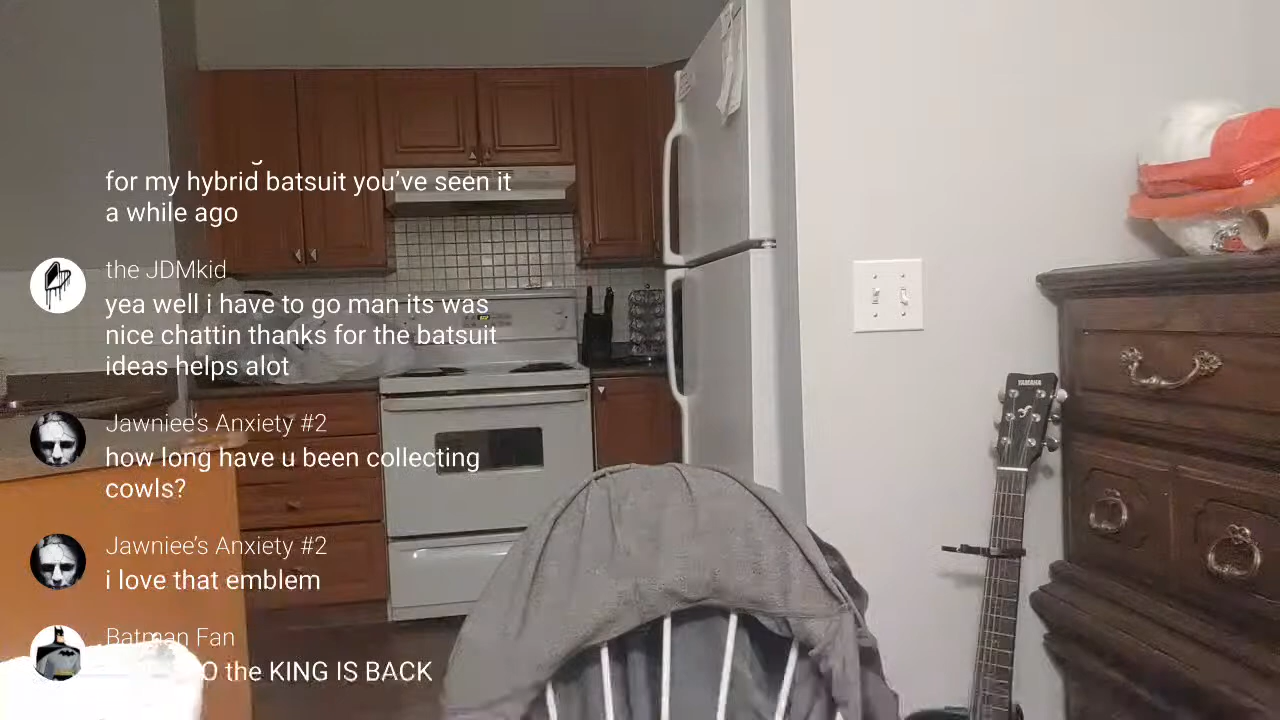 for my hybrid batsuit you've seen it
a while ago
the JDMkid
yea well i have to go man its was
nice chattin thanks for the batsuit
ideas helps alot
Jawniee's Anxiety #2
how long have u been collecting
cowls?
Jawniee's Anxiety #2
i love that emblem
Batman Fan
the KING IS BACK
YAMAHA